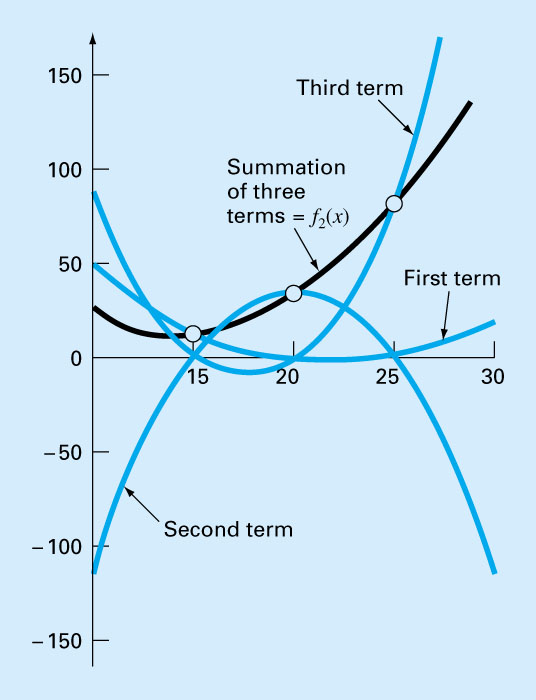 150
Third term
100
Summation
of three
terms = f₂(x)
50
First term
0
15
20
25
30
−50
Second term
−100
−150